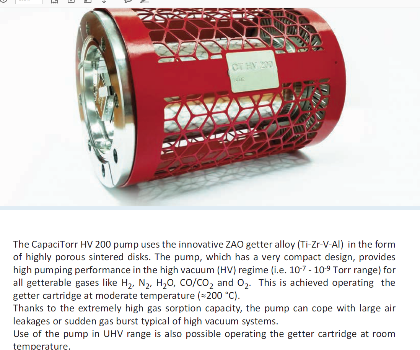 The CapaciTorr HV 200 pump uses the innovative ZAO getter alloy (Ti-Zr-V-Al) in the form
of highly porous sintered disks. The pump, which has a very compact design, provides
high pumping performance in the high vacuum (HV) regime (i.e. 10⁻⁷ - 10⁻⁹ Torr range) for
all getterable gases like H₂, N₂, H₂O, CO/CO₂ and O₂. This is achieved operating the
getter cartridge at moderate temperature (≈200 °C).
Thanks to the extremely high gas sorption capacity, the pump can cope with large air
leakages or sudden gas burst typical of high vacuum systems.
Use of the pump in UHV range is also possible operating the getter cartridge at room
temperature.